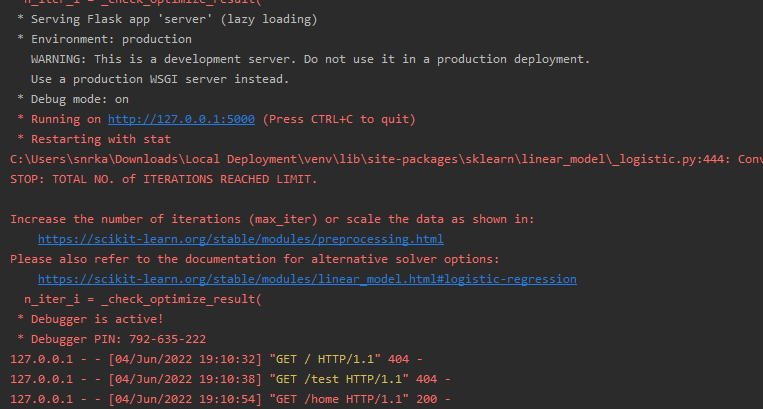 n_iter_i = _check_optimize_result(
* Serving Flask app 'server' (lazy loading)
* Environment: production
WARNING: This is a development server. Do not use it in a production deployment.
Use a production WSGI server instead.
* Debug mode: on
* Running on http://127.0.0.1:5000 (Press CTRL+C to quit)
* Restarting with stat
C:\Users\snrka\Downloads\Local Deployment\venv\lib\site-packages\sklearn\linear_model\_logistic.py:444: Conv
STOP: TOTAL NO. of ITERATIONS REACHED LIMIT.

Increase the number of iterations (max_iter) or scale the data as shown in:
https://scikit-learn.org/stable/modules/preprocessing.html
Please also refer to the documentation for alternative solver options:
https://scikit-learn.org/stable/modules/linear_model.html#logistic-regression
n_iter_i = _check_optimize_result(
* Debugger is active!
* Debugger PIN: 792-635-222
127.0.0.1 - - [04/Jun/2022 19:10:32] "GET / HTTP/1.1" 404 -
127.0.0.1 - - [04/Jun/2022 19:10:38] "GET /test HTTP/1.1" 404 -
127.0.0.1 - - [04/Jun/2022 19:10:54] "GET /home HTTP/1.1" 200 -